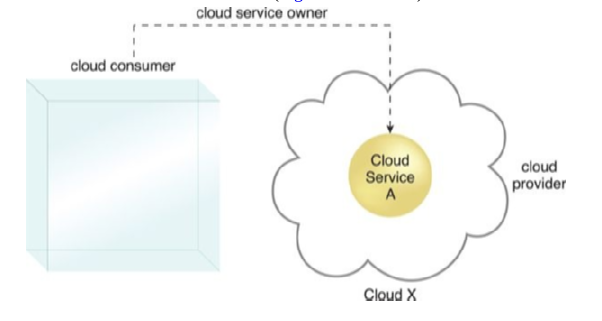 cloud service owner
cloud consumer
Cloud
Service
A
cloud
provider
Cloud X